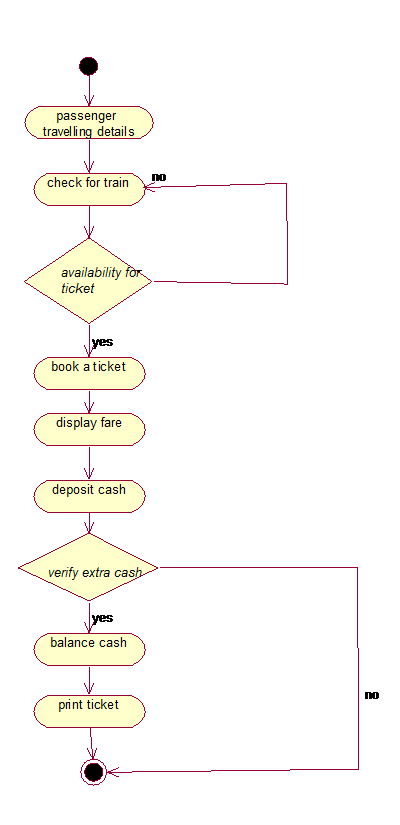 passenger
travelling details
check for train
no
availability for
ticket
yes
book a ticket
display fare
deposit cash
verify extra cash
yes
balance cash
no
print ticket